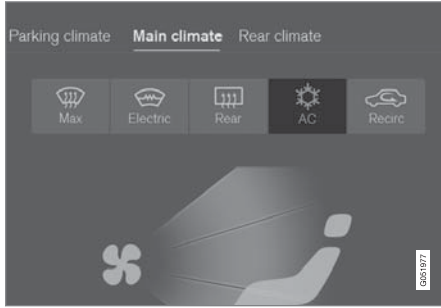 Parking climate Main climate Rear climate
Max Electric Rear AC Recirc
G051977